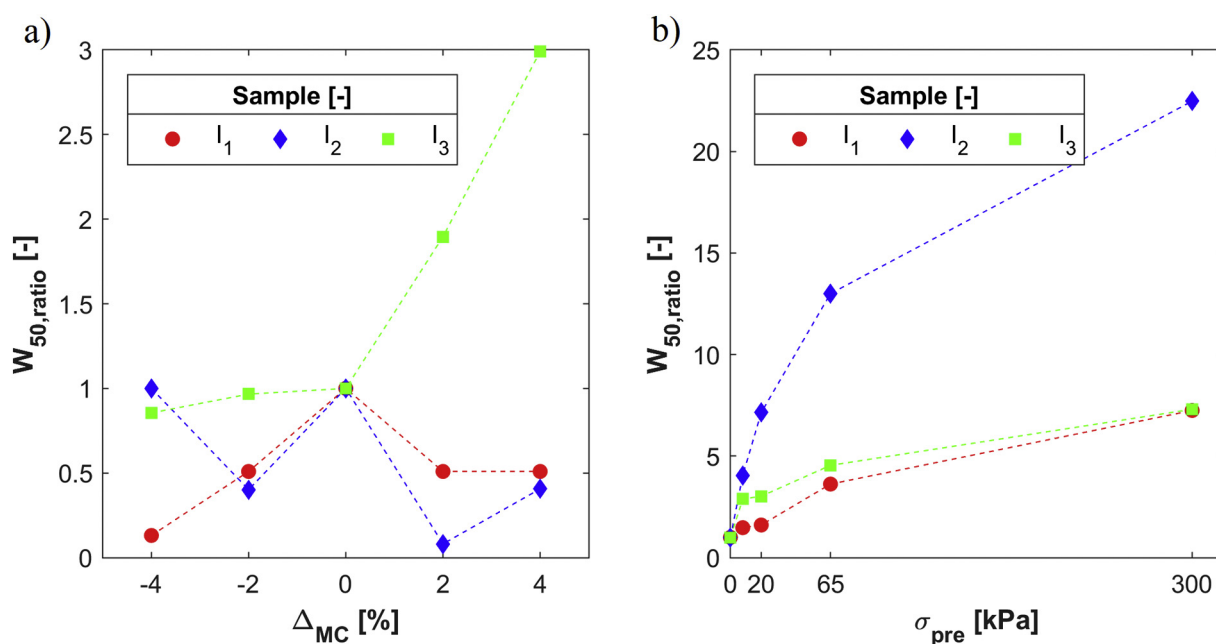 a)
3
2.5
2
1.5
1
0.5
0
W50,ratio [-]
Sample [-]
I1 I2 I3
-4 -2 0 2 4
ΔMC [%]
b)
25
20
15
10
5
0
W50,ratio [-]
Sample [-]
I1 I2 I3
0 20 65 300
σpre [kPa]